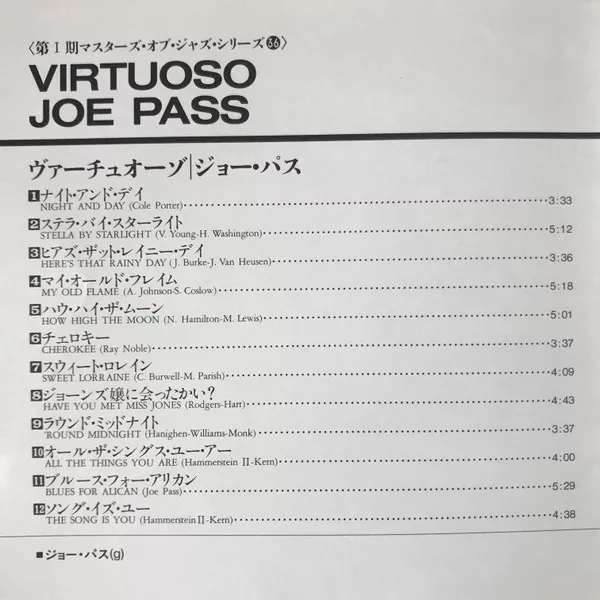 〈第Ⅰ期マスターズ・オブ・ジャズ・シリーズ36〉
VIRTUOSO
JOE PASS
ヴァーチュオーゾ|ジョー・パス
1 ナイト・アンド・デイ
NIGHT AND DAY (Cole Porter) 3:33
2 ステラ・バイ・スターライト
STELLA BY STARLIGHT (V. Young-H. Washington) 5:12
3 ヒアズ・ザット・レイニー・デイ
HERE'S THAT RAINY DAY (J. Burke-J. Van Heusen) 3:36
4 マイ・オールド・フレイム
MY OLD FLAME (A. Johnson-S. Coslow) 5:18
5 ハウ・ハイ・ザ・ムーン
HOW HIGH THE MOON (N. Hamilton-M. Lewis) 5:01
6 チェロキー
CHEROKEE (Ray Noble) 3:37
7 スウィート・ロレイン
SWEET LORRAINE (C. Burwell-M. Parish) 4:09
8 ジョーンズ嬢に会ったかい?
HAVE YOU MET MISS JONES (Rodgers-Hart) 4:43
9 ラウンド・ミッドナイト
'ROUND MIDNIGHT (Hanighen-Williams-Monk) 3:37
10 オール・ザ・シングス・ユー・アー
ALL THE THINGS YOU ARE (Hammerstein II-Kern) 4:00
11 ブルース・フォー・アリカン
BLUES FOR ALICAN (Joe Pass) 5:29
12 ソング・イズ・ユー
THE SONG IS YOU (Hammerstein II-Kern) 4:38
■ジョー・パス(g)